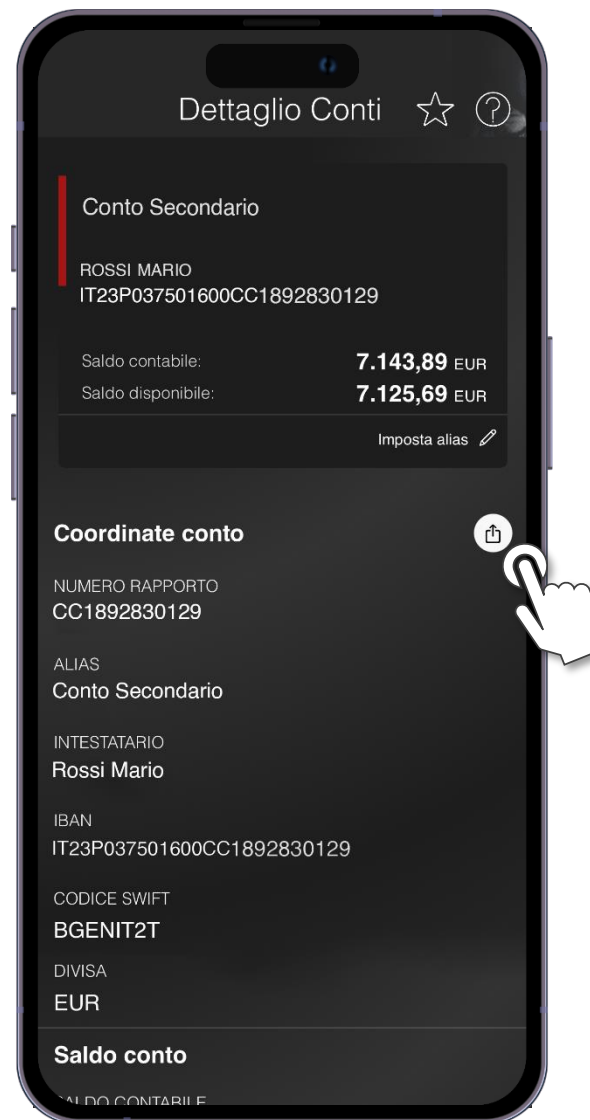 Dettaglio Conti
Conto Secondario
ROSSI MARIO
IT23P037501600CC1892830129
Saldo contabile: 7.143,89 EUR
Saldo disponibile: 7.125,69 EUR
Imposta alias
Coordinate conto
NUMERO RAPPORTO
CC1892830129
ALIAS
Conto Secondario
INTESTATARIO
Rossi Mario
IBAN
IT23P037501600CC1892830129
CODICE SWIFT
BGENIT2T
DIVISA
EUR
Saldo conto
SALDO CONTABILE